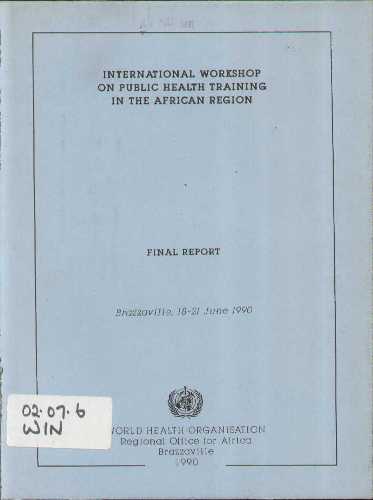 INTERNATIONAL WORKSHOP
ON PUBLIC HEALTH TRAINING
IN THE AFRICAN REGION
FINAL REPORT
Brazzaville, 18-21 June 1990
02.07.6
WIN
WORLD HEALTH ORGANISATION
Regional Office for Africa
Brazzaville
1990